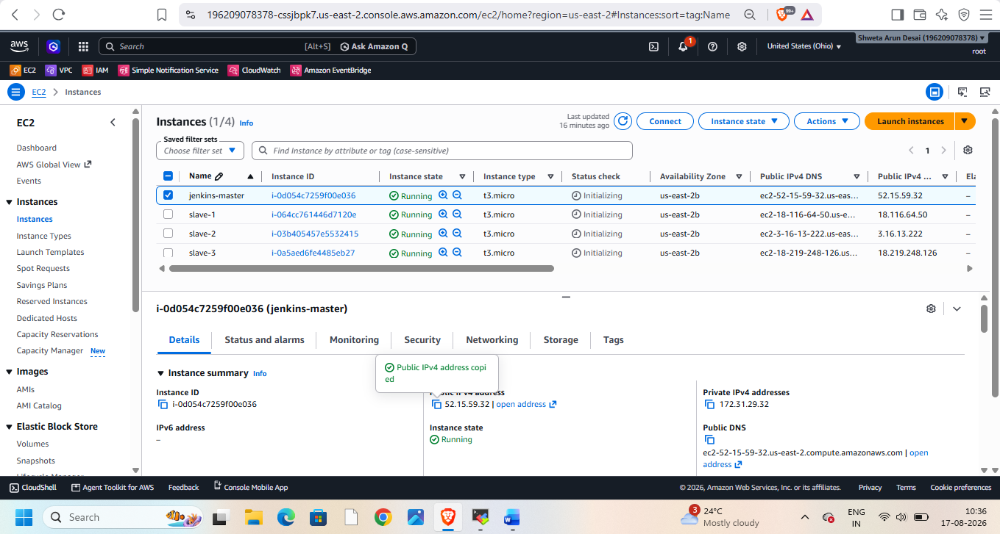 196209078378-cssjbpk7.us-east-2.console.aws.amazon.com/ec2/home?region=us-east-2#Instances:sort=tag:Name
99+
aws
Search [Alt+S] Ask Amazon Q
1
United States (Ohio)
Shweta Arun Desai (196209078378)
root
EC2 VPC IAM Simple Notification Service CloudWatch Amazon EventBridge
EC2 Instances
EC2
Dashboard
AWS Global View
Events
Instances
Instances
Instance Types
Launch Templates
Spot Requests
Savings Plans
Reserved Instances
Dedicated Hosts
Capacity Reservations
Capacity Manager New
Images
AMIs
AMI Catalog
Elastic Block Store
Volumes
Snapshots
Instances (1/4) Info
Last updated
16 minutes ago
Connect Instance state Actions Launch instances
Saved filter sets
Choose filter set
Find Instance by attribute or tag (case-sensitive)
1
Name Instance ID Instance state Instance type Status check Availability Zone Public IPv4 DNS Public IPv4 ... Ela
jenkins-master i-0d054c7259f00e036 Running t3.micro Initializing us-east-2b ec2-52-15-59-32.us-eas... 52.15.59.32 –
slave-1 i-064cc761446d7120e Running t3.micro Initializing us-east-2b ec2-18-116-64-50.us-e... 18.116.64.50 –
slave-2 i-03b405457e5532415 Running t3.micro Initializing us-east-2b ec2-3-16-13-222.us-eas... 3.16.13.222 –
slave-3 i-0a5aed6fe4485eb27 Running t3.micro Initializing us-east-2b ec2-18-219-248-126.us... 18.219.248.126 –
i-0d054c7259f00e036 (jenkins-master)
Details Status and alarms Monitoring Security Networking Storage Tags
Public IPv4 address copi
ed
Instance summary Info
Instance ID
i-0d054c7259f00e036
address
52.15.59.32 | open address
Private IPv4 addresses
172.31.29.32
IPv6 address
–
Instance state
Running
Public DNS
ec2-52-15-59-32.us-east-2.compute.amazonaws.com | open
address
CloudShell Agent Toolkit for AWS Feedback Console Mobile App
© 2026, Amazon Web Services, Inc. or its affiliates. Privacy Terms Cookie preferences
Search
3
24°C
Mostly cloudy
ENG
IN
10:36
17-08-2026